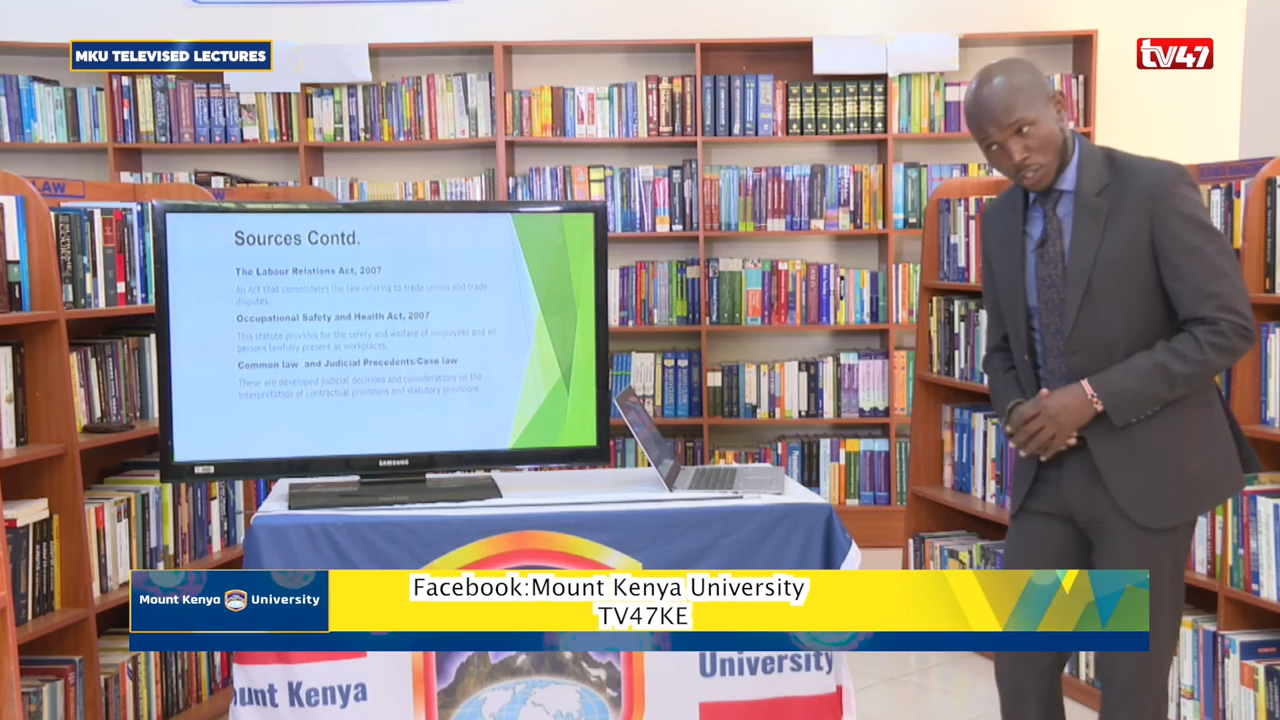 MKU TELEVISED LECTURES
tv47
LAW
Sources Contd.
The Labour Relations Act, 2007
An Act that consolidates the law relating to trade unions and trade
disputes
Occupational Safety and Health Act, 2007
This statute provides for the safety and welfare of employees and all
persons lawfully present at workplaces.
Common law and Judicial Precedents/Case law
These are developed judicial decisions and considerations on the
interpretation of contractual provisions and statutory provisions.
SAMSUNG
Mount Kenya University
Facebook:Mount Kenya University
TV47KE
ount Kenya
University